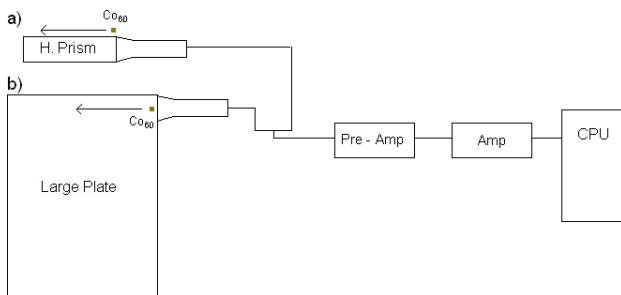 a)
Co60
H. Prism
b)
Co60
Large Plate
Pre - Amp
Amp
CPU